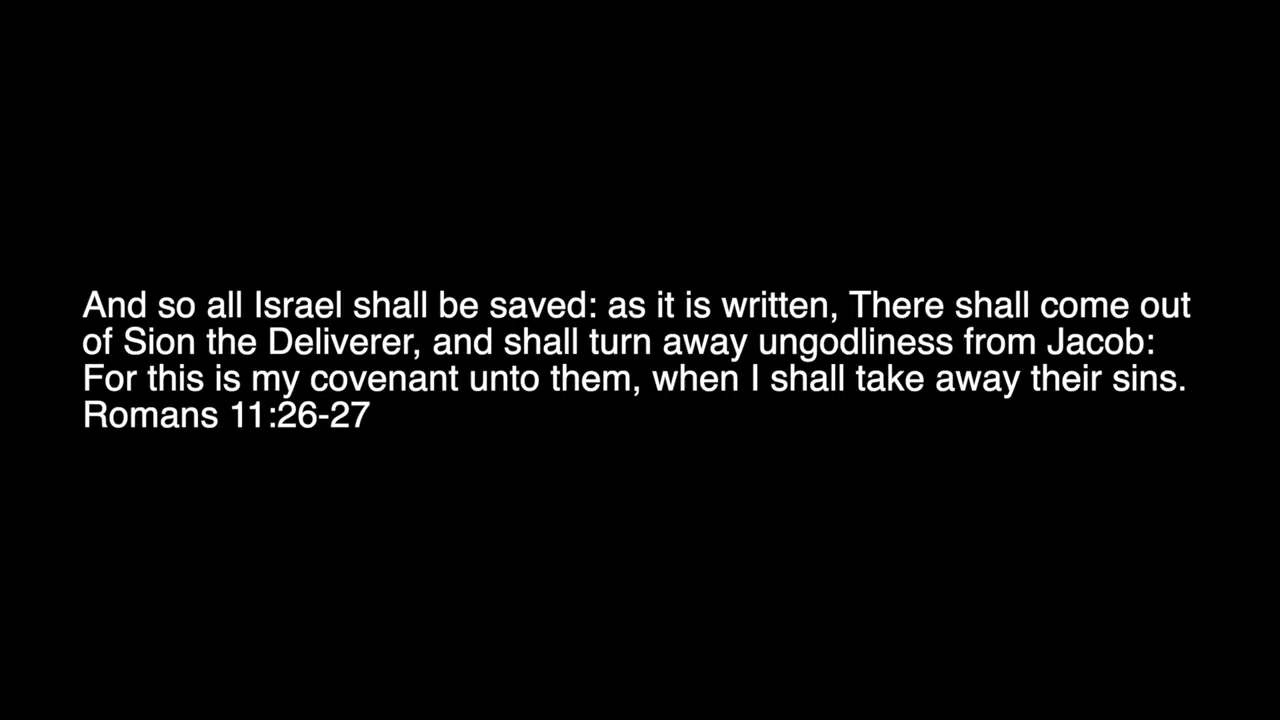 And so all Israel shall be saved: as it is written, There shall come out
of Sion the Deliverer, and shall turn away ungodliness from Jacob:
For this is my covenant unto them, when I shall take away their sins.
Romans 11:26-27